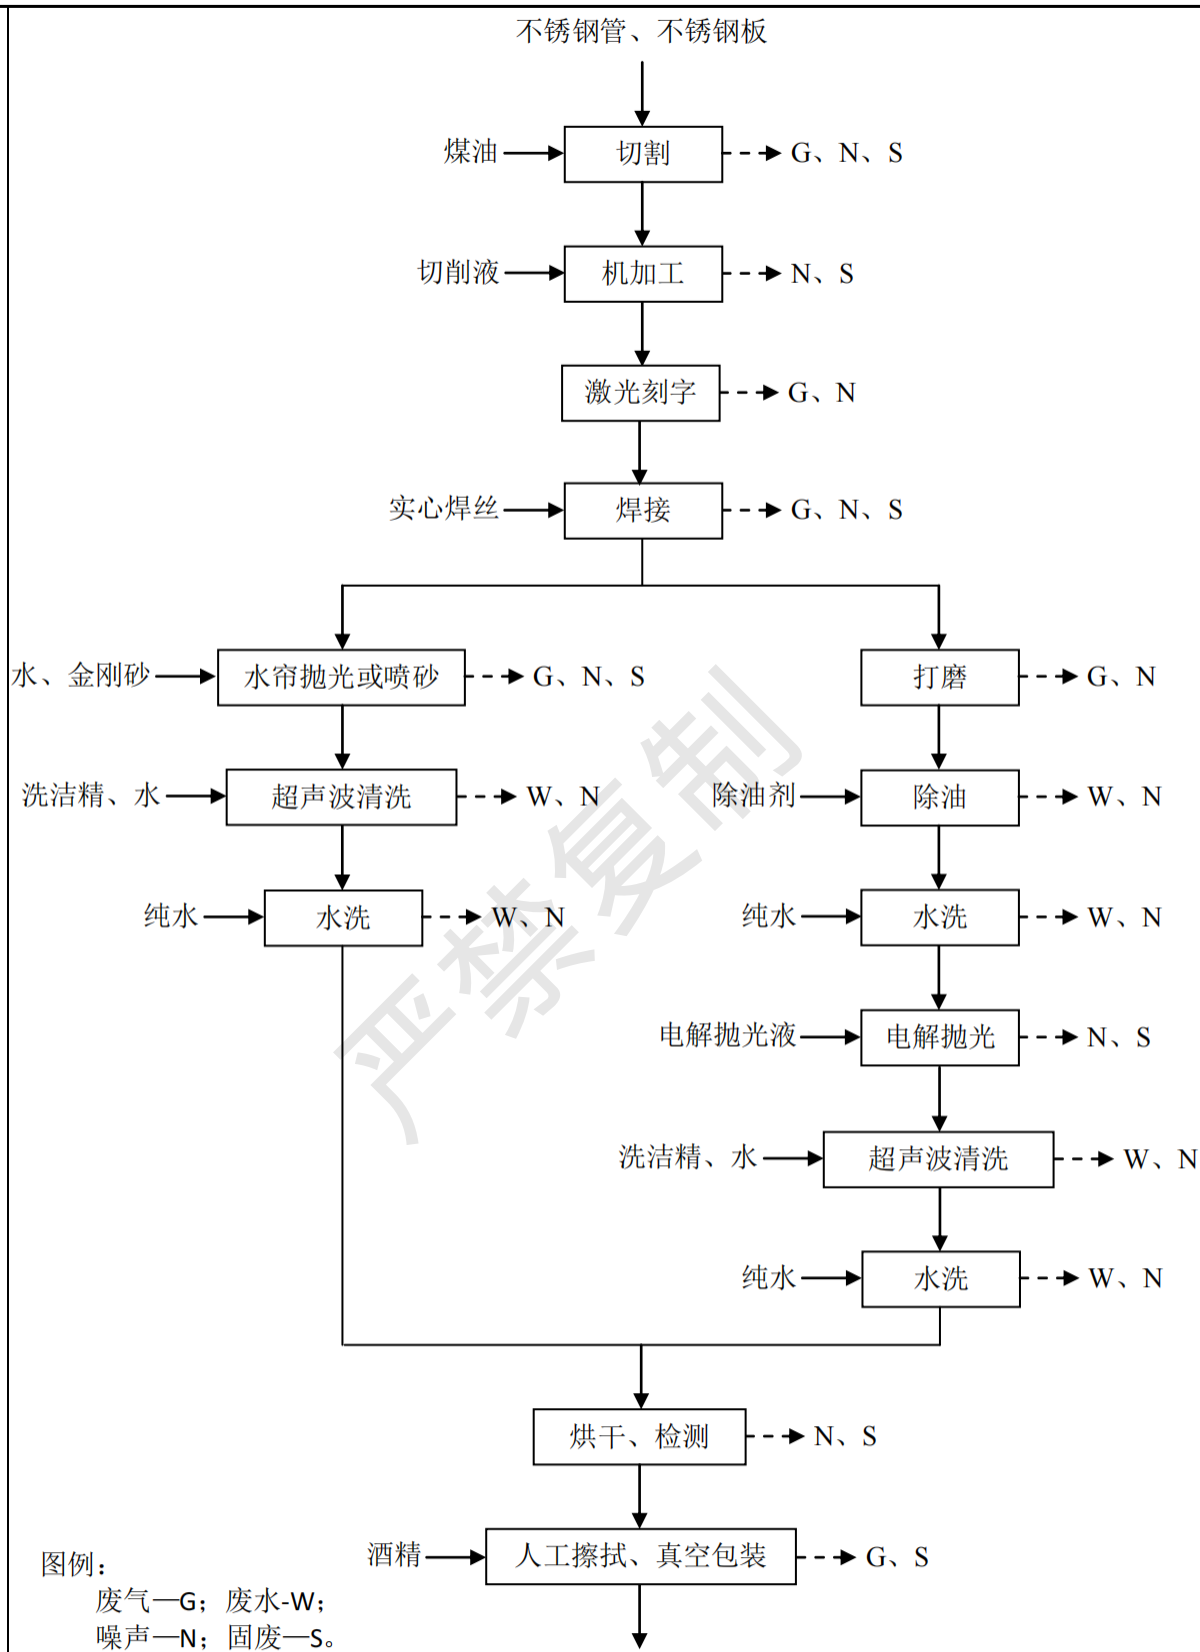 不锈钢管、不锈钢板
煤油 切割 G、N、S
切削液 机加工 N、S
激光刻字 G、N
实心焊丝 焊接 G、N、S
水、金刚砂 水帘抛光或喷砂 G、N、S 打磨 G、N
洗洁精、水 超声波清洗 W、N 除油剂 除油 W、N
纯水 水洗 W、N 纯水 水洗 W、N
电解抛光液 电解抛光 N、S
洗洁精、水 超声波清洗 W、N
纯水 水洗 W、N
烘干、检测 N、S
酒精 人工擦拭、真空包装 G、S
图例：
废气—G；废水-W；
噪声—N；固废—S。
严禁复制